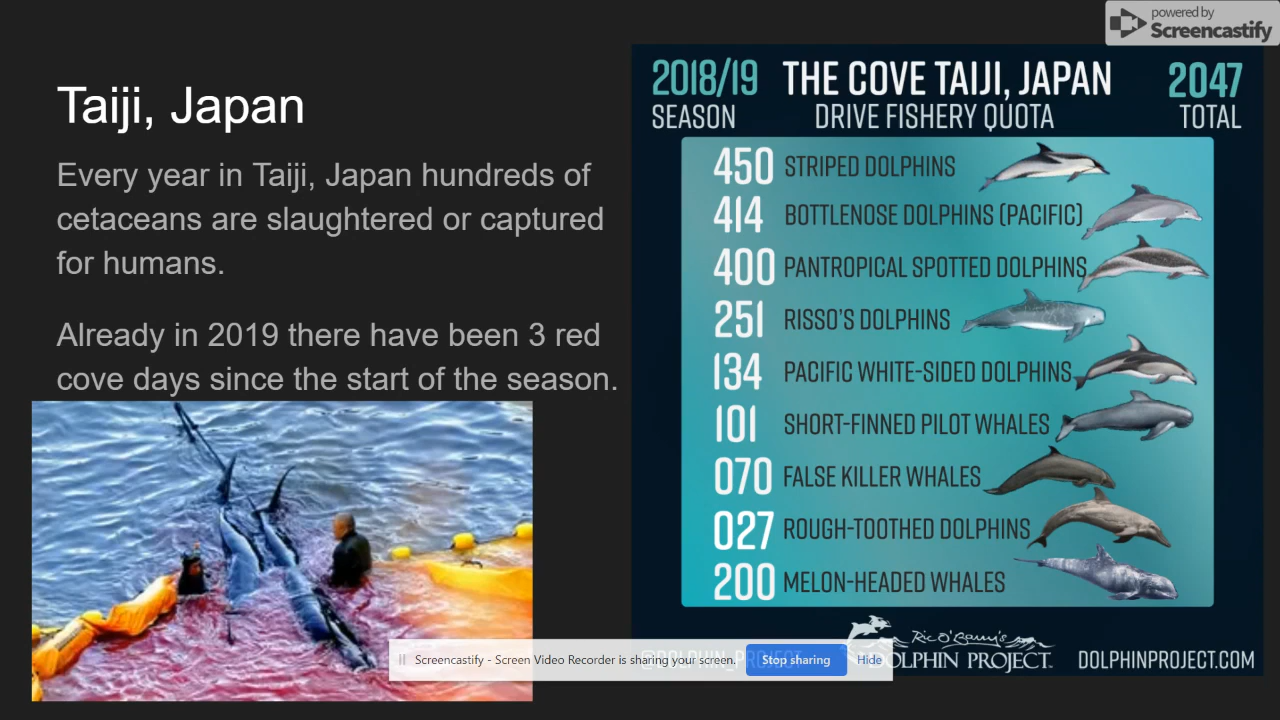 powered by
Screencastify
Taiji, Japan
Every year in Taiji, Japan hundreds of
cetaceans are slaughtered or captured
for humans.
Already in 2019 there have been 3 red
cove days since the start of the season.
2018/19 THE COVE TAIJI, JAPAN 2047
SEASON DRIVE FISHERY QUOTA TOTAL
450 STRIPED DOLPHINS
414 BOTTLENOSE DOLPHINS (PACIFIC)
400 PANTROPICAL SPOTTED DOLPHINS
251 RISSO'S DOLPHINS
134 PACIFIC WHITE-SIDED DOLPHINS
101 SHORT-FINNED PILOT WHALES
070 FALSE KILLER WHALES
027 ROUGH-TOOTHED DOLPHINS
200 MELON-HEADED WHALES
Ric O'Barry's
@DOLPHIN_PROJECT DOLPHIN PROJECT DOLPHINPROJECT.COM
Screencastify - Screen Video Recorder is sharing your screen. Stop sharing Hide